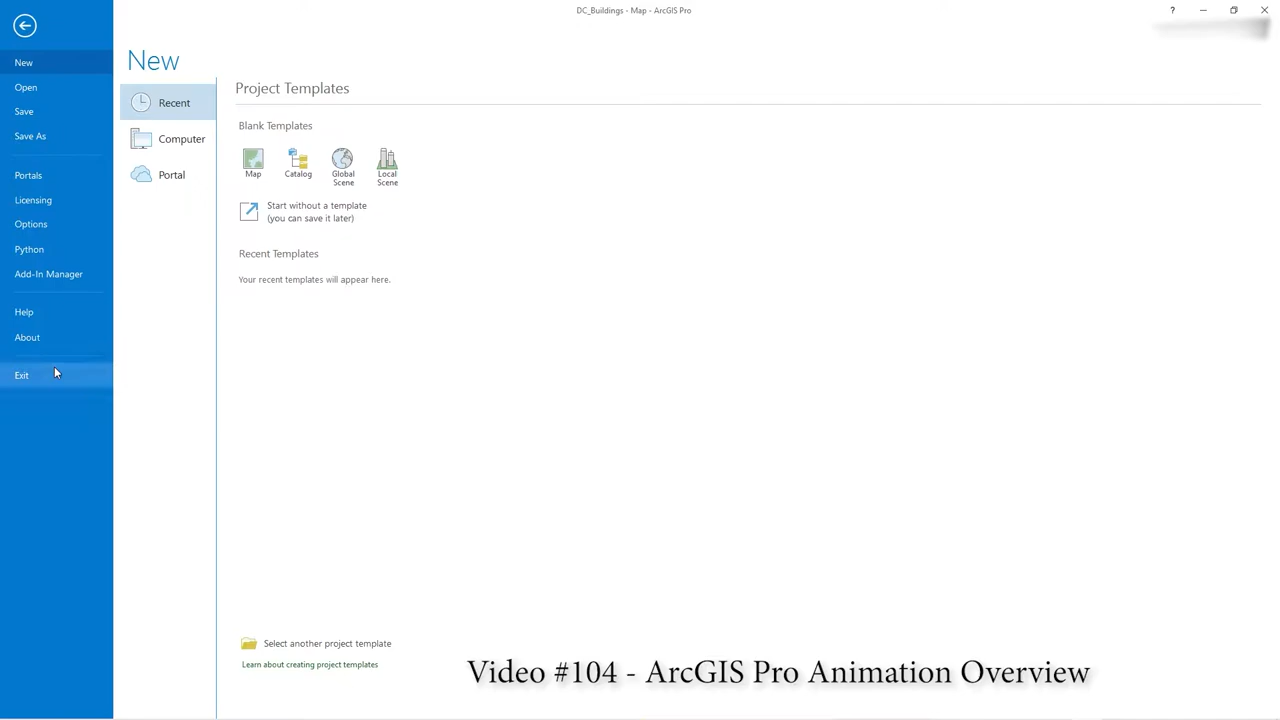 DC_Buildings - Map - ArcGIS Pro
?
New
Open
Save
Save As
Portals
Licensing
Options
Python
Add-In Manager
Help
About
Exit
New
Recent
Computer
Portal
Project Templates
Blank Templates
Map
Catalog
Global
Scene
Local
Scene
Start without a template
(you can save it later)
Recent Templates
Your recent templates will appear here.
Select another project template
Learn about creating project templates
Video #104 - ArcGIS Pro Animation Overview